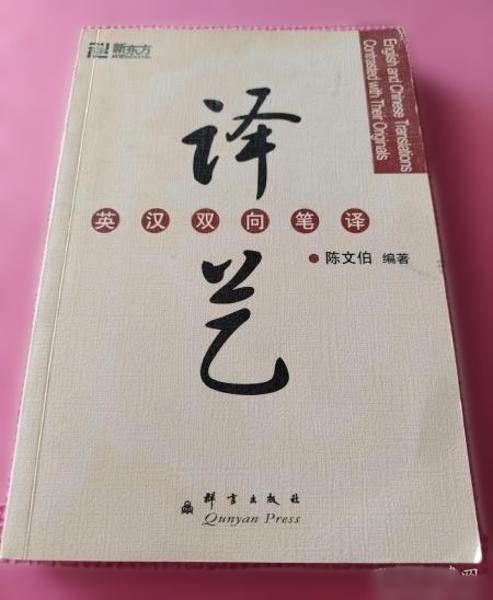 新东方
English and Chinese Translations
Contrasted with Their Originals
译
英汉双向笔译
陈文伯 编著
艺
群言出版社
Qunyan Press